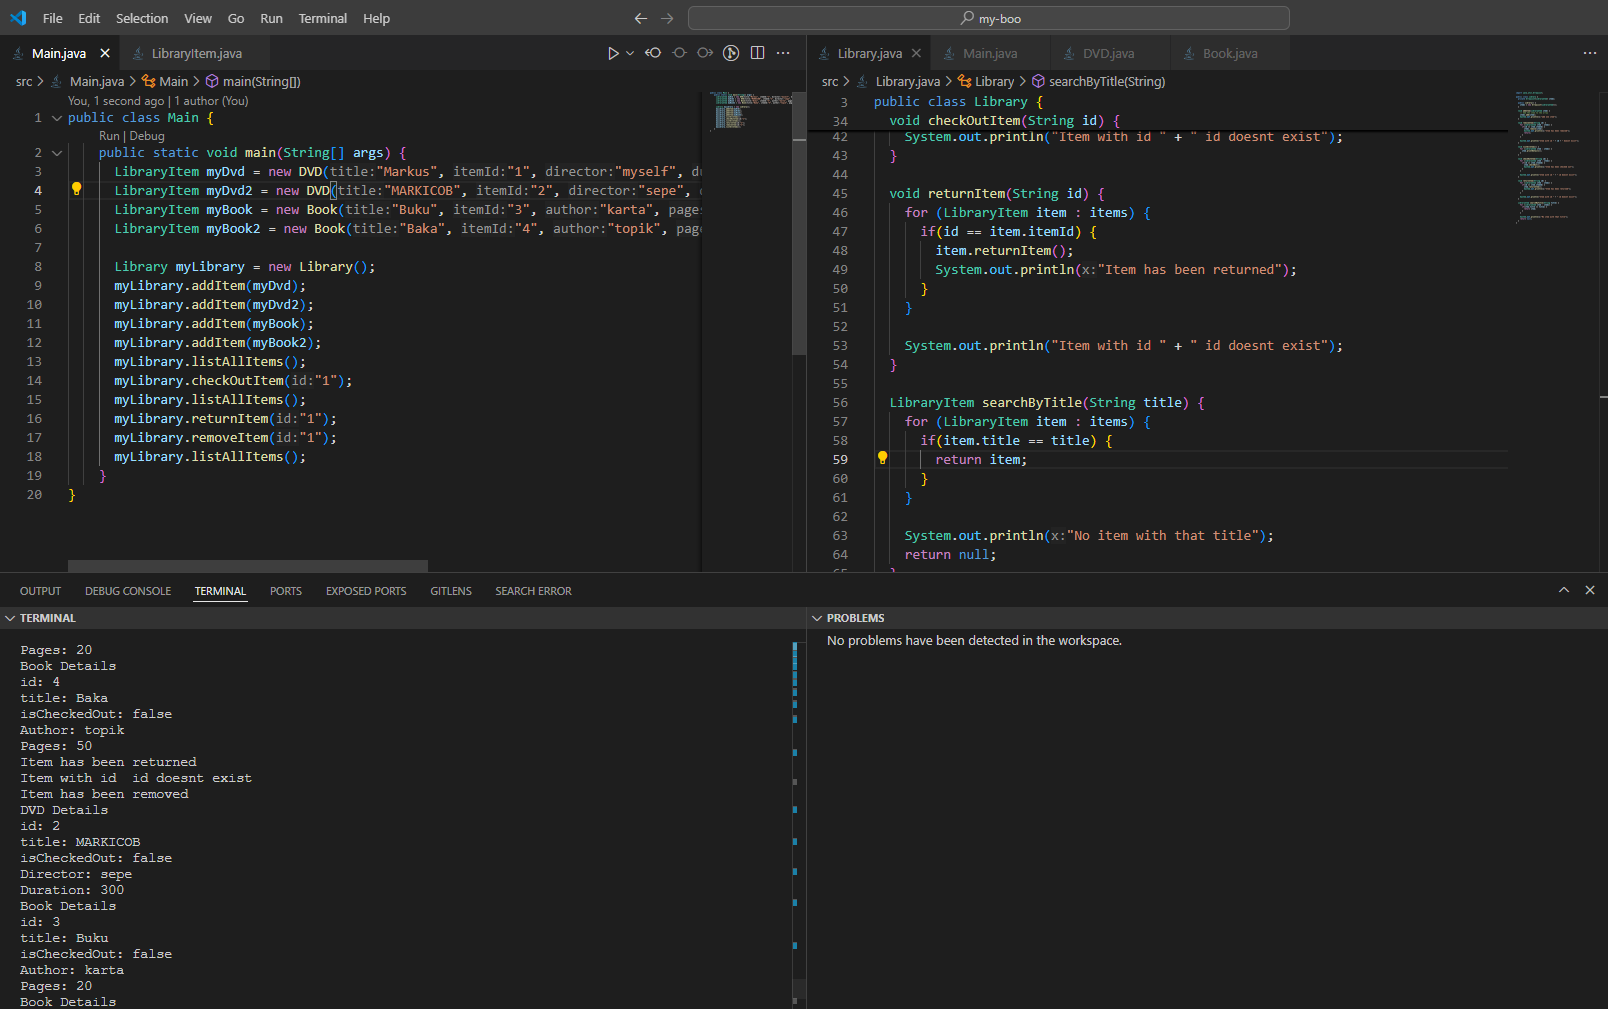 File Edit Selection View Go Run Terminal Help
my-boo
Main.java
LibraryItem.java
src > Main.java > Main > main(String[])
You, 1 second ago | 1 author (You)
1 public class Main {
Run | Debug
2 public static void main(String[] args) {
3 LibraryItem myDvd = new DVD(title:"Markus", itemId:"1", director:"myself", du
4 LibraryItem myDvd2 = new DVD(title:"MARKICOB", itemId:"2", director:"sepe",
5 LibraryItem myBook = new Book(title:"Buku", itemId:"3", author:"karta", pages
6 LibraryItem myBook2 = new Book(title:"Baka", itemId:"4", author:"topik", page
7
8 Library myLibrary = new Library();
9 myLibrary.addItem(myDvd);
10 myLibrary.addItem(myDvd2);
11 myLibrary.addItem(myBook);
12 myLibrary.addItem(myBook2);
13 myLibrary.listAllItems();
14 myLibrary.checkOutItem(id:"1");
15 myLibrary.listAllItems();
16 myLibrary.returnItem(id:"1");
17 myLibrary.removeItem(id:"1");
18 myLibrary.listAllItems();
19 }
20 }
Library.java
Main.java
DVD.java
Book.java
src > Library.java > Library > searchByTitle(String)
3 public class Library {
34 void checkOutItem(String id) {
42 System.out.println("Item with id " + " id doesnt exist");
43 }
44
45 void returnItem(String id) {
46 for (LibraryItem item : items) {
47 if(id == item.itemId) {
48 item.returnItem();
49 System.out.println(x:"Item has been returned");
50 }
51 }
52
53 System.out.println("Item with id " + " id doesnt exist");
54 }
55
56 LibraryItem searchByTitle(String title) {
57 for (LibraryItem item : items) {
58 if(item.title == title) {
59 return item;
60 }
61 }
62
63 System.out.println(x:"No item with that title");
64 return null;
65 }
OUTPUT DEBUG CONSOLE TERMINAL PORTS EXPOSED PORTS GITLENS SEARCH ERROR
TERMINAL
Pages: 20
Book Details
id: 4
title: Baka
isCheckedOut: false
Author: topik
Pages: 50
Item has been returned
Item with id  id doesnt exist
Item has been removed
DVD Details
id: 2
title: MARKICOB
isCheckedOut: false
Director: sepe
Duration: 300
Book Details
id: 3
title: Buku
isCheckedOut: false
Author: karta
Pages: 20
Book Details
PROBLEMS
No problems have been detected in the workspace.